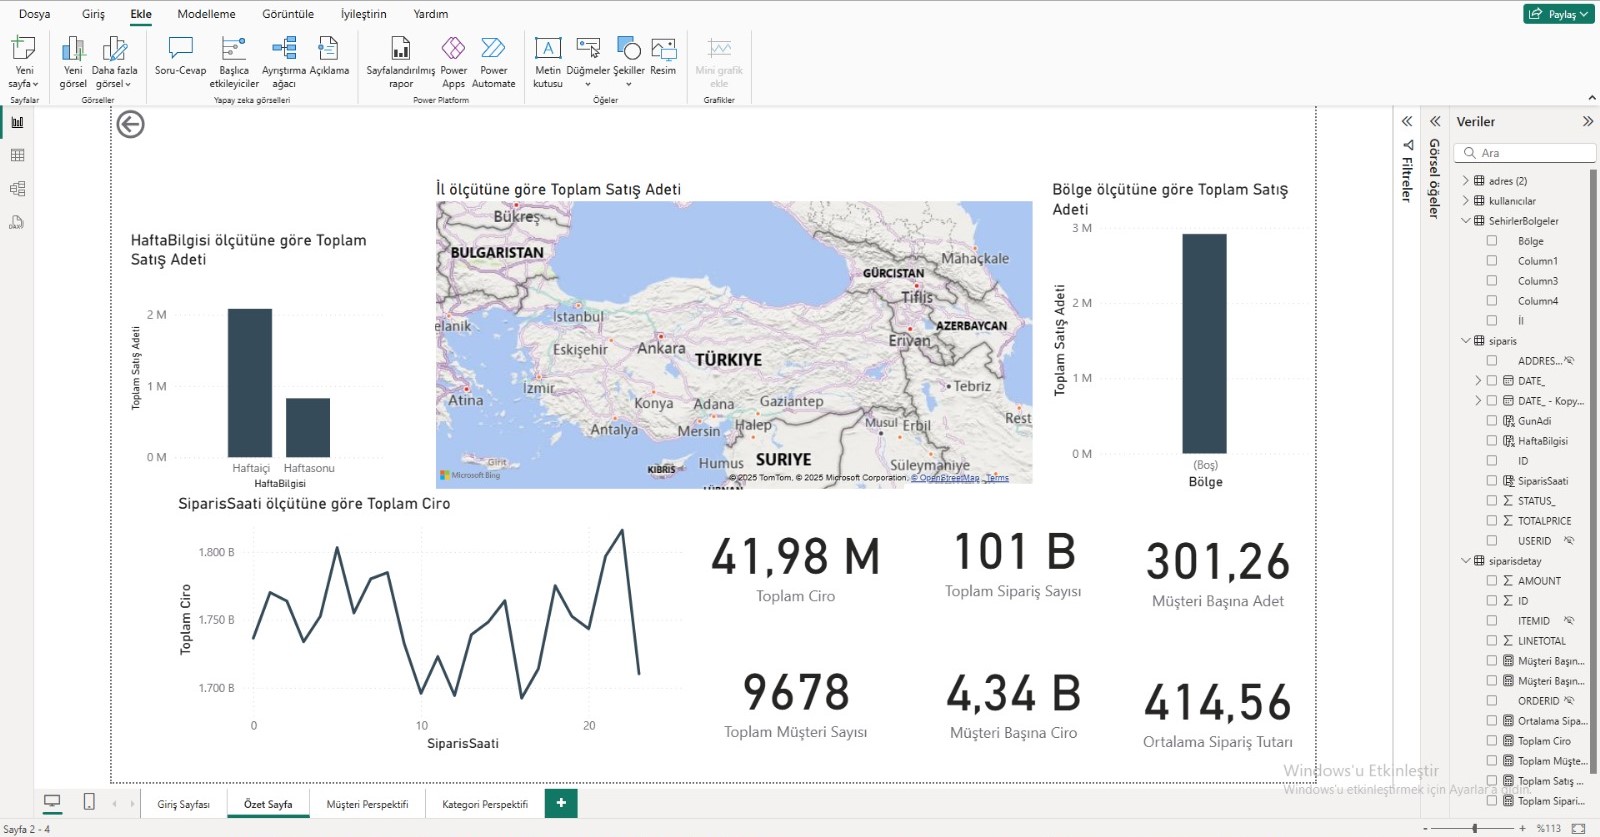 Dosya Giriş Ekle Modelleme Görüntüle İyileştirin Yardım
Paylaş
Yeni sayfa
Yeni görsel
Daha fazla görsel
Soru-Cevap
Başlıca etkileyiciler
Ayrıştırma ağacı
Açıklama
Sayfalandırılmış rapor
Power Apps
Power Automate
Metin kutusu
Düğmeler
Şekiller
Resim
Mini grafik ekle
Sayfalar
Görseller
Yapay zeka görselleri
Power Platform
Öğeler
Grafikler
HaftaBilgisi ölçütüne göre Toplam
Satış Adeti
Toplam Satış Adeti
2 M
1 M
0 M
Haftaiçi Haftasonu
HaftaBilgisi
İl ölçütüne göre Toplam Satış Adeti
Bükreş
BULGARISTAN
GÜRCISTAN
Mahaçkale
Tiflis
elanik
İstanbul
AZERBAYCAN
Erivan
Eskişehir
Ankara
TÜRKIYE
Tebriz
Atina
İzmir
Konya
Adana
Gaziantep
Antalya
Mersin
Halep
Musul
Erbil
Rest
Girit
KIBRIS
Humus
SURIYE
Süleymaniye
LÜBNAN
Microsoft Bing
© 2025 TomTom, © 2025 Microsoft Corporation, © OpenStreetMap Terms
Bölge ölçütüne göre Toplam Satış
Adeti
Toplam Satış Adeti
3 M
2 M
1 M
0 M
(Boş)
Bölge
SiparisSaati ölçütüne göre Toplam Ciro
Toplam Ciro
1.800 B
1.750 B
1.700 B
0 10 20
SiparisSaati
41,98 M
Toplam Ciro
101 B
Toplam Sipariş Sayısı
301,26
Müşteri Başına Adet
9678
Toplam Müşteri Sayısı
4,34 B
Müşteri Başına Ciro
414,56
Ortalama Sipariş Tutarı
Filtreler
Görsel öğeler
Veriler
Ara
adres (2)
kullanıcılar
SehirlerBolgeler
Bölge
Column1
Column3
Column4
İl
siparis
ADDRES...
DATE_
DATE_ - Kopy...
GunAdi
HaftaBilgisi
ID
SiparisSaati
STATUS_
TOTALPRICE
USERID
siparisdetay
AMOUNT
ID
ITEMID
LINETOTAL
Müşteri Başın...
Müşteri Başın...
ORDERID
Ortalama Sipa...
Toplam Ciro
Toplam Müşte...
Toplam Satış ...
Toplam Sipari...
Windows'u Etkinleştir
Windows'u etkinleştirmek için Ayarlar'a gidin.
Giriş Sayfası Özet Sayfa Müşteri Perspektifi Kategori Perspektifi
Sayfa 2 - 4
%113